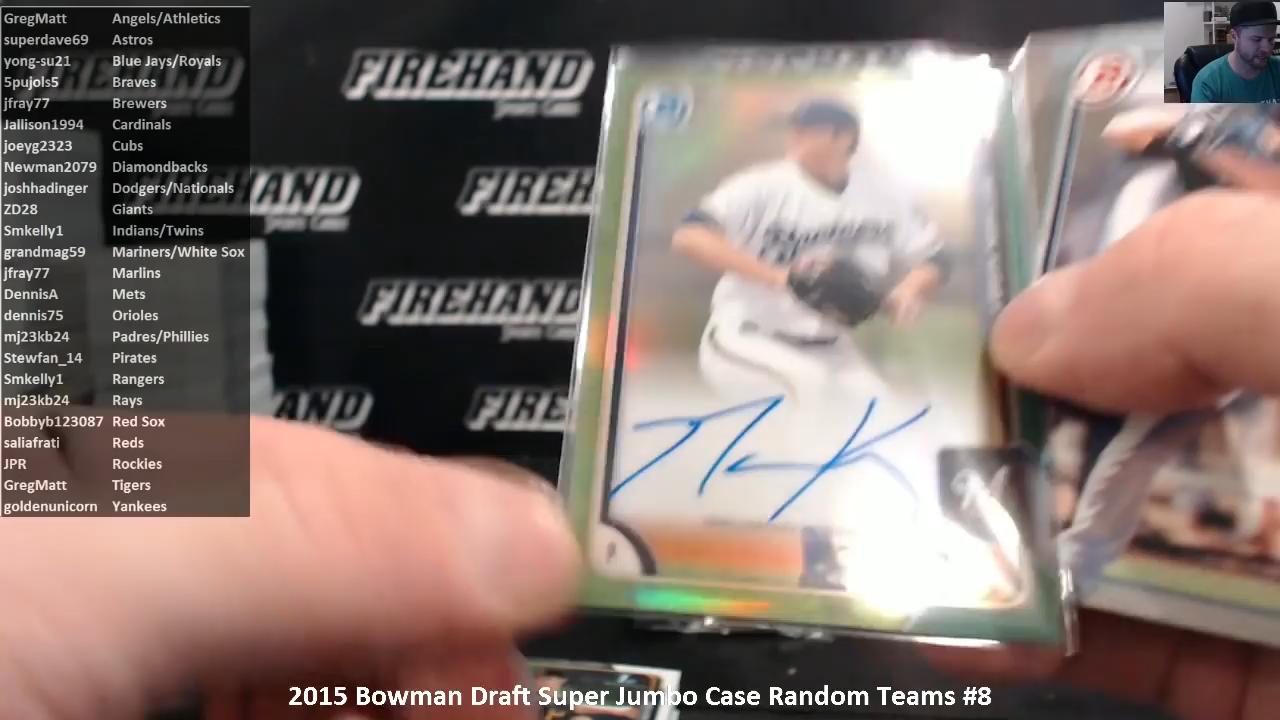 GregMatt Angels/Athletics
superdave69 Astros
yong-su21 Blue Jays/Royals
5pujols5 Braves
jfray77 Brewers
Jallison1994 Cardinals
joeyg2323 Cubs
Newman2079 Diamondbacks
joshhadinger Dodgers/Nationals
ZD28 Giants
Smkelly1 Indians/Twins
grandmag59 Mariners/White Sox
jfray77 Marlins
DennisA Mets
dennis75 Orioles
mj23kb24 Padres/Phillies
Stewfan_14 Pirates
Smkelly1 Rangers
mj23kb24 Rays
Bobbyb123087 Red Sox
saliafrati Reds
JPR Rockies
GregMatt Tigers
goldenunicorn Yankees
FIREHAND
FIREHAND
FIREHAND
2015 Bowman Draft Super Jumbo Case Random Teams #8